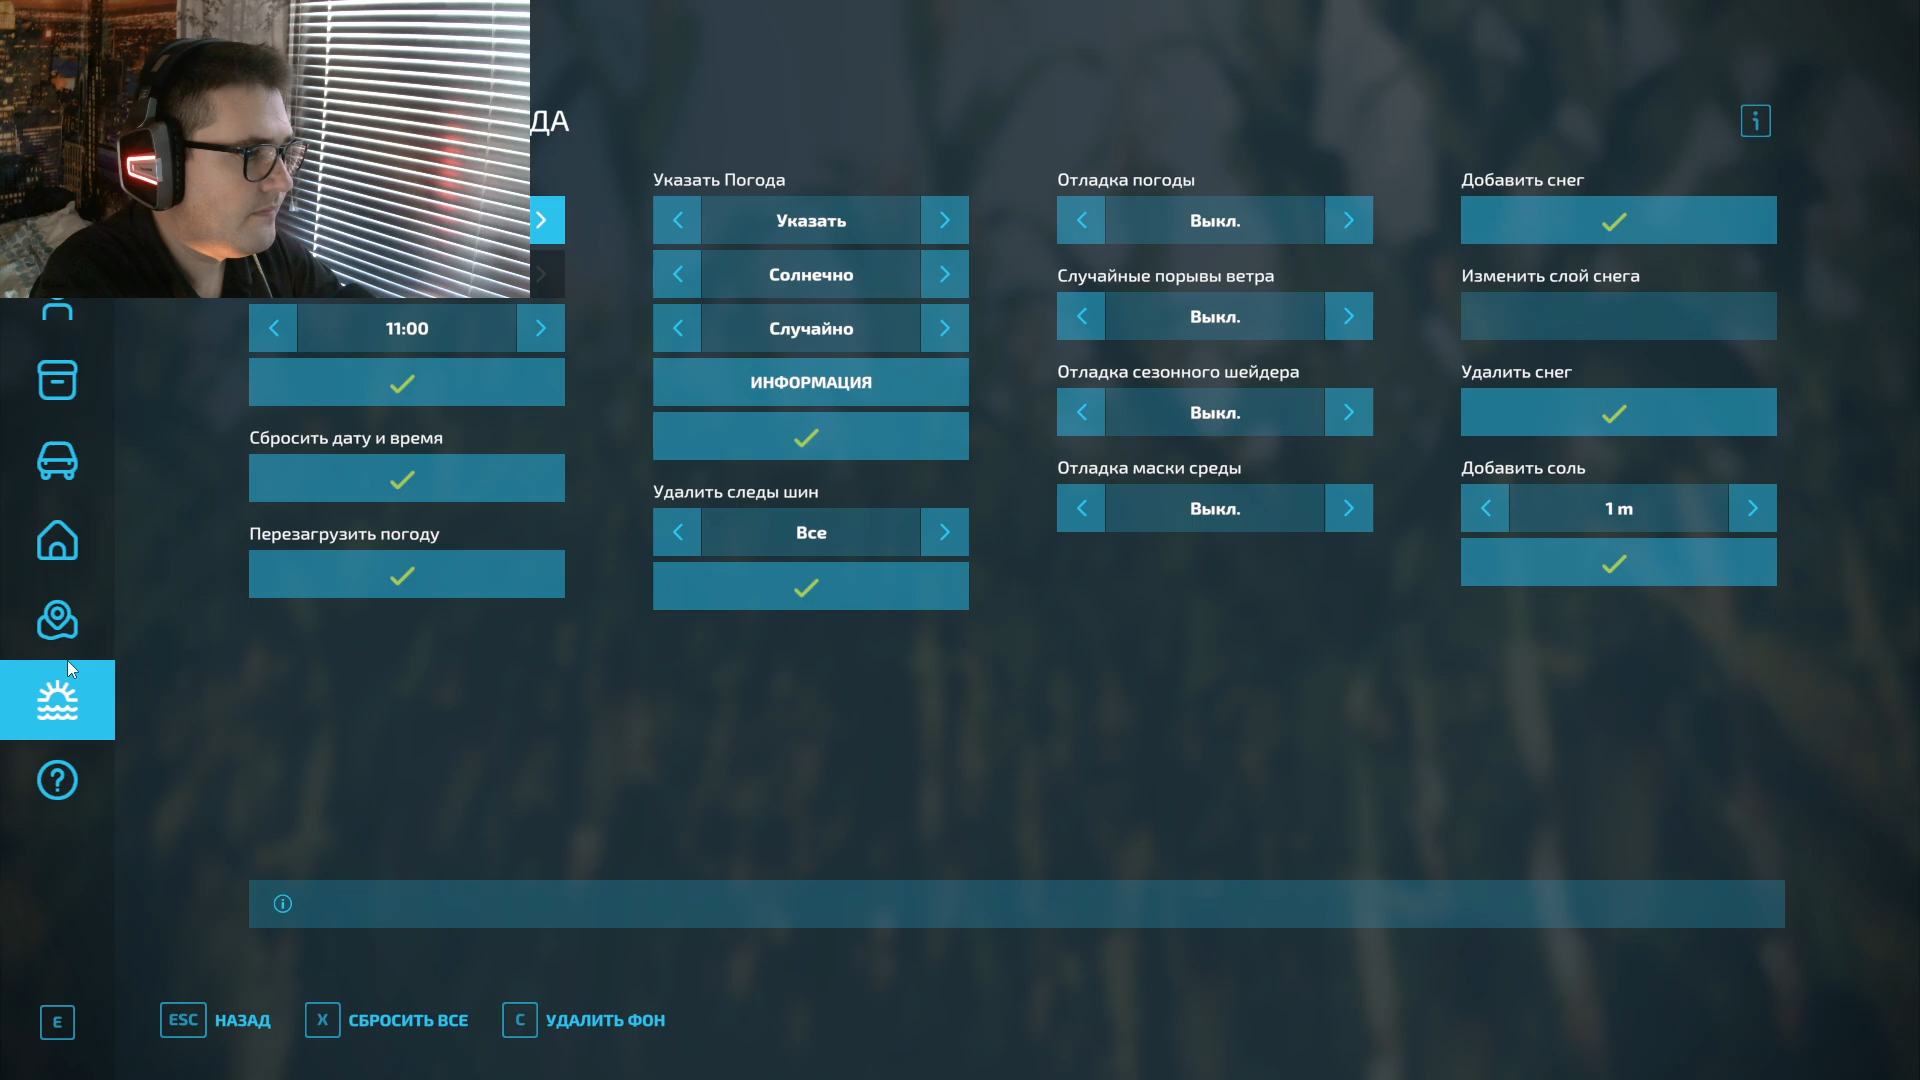 ДА
11:00
Сбросить дату и время
Перезагрузить погоду
Указать Погода
Указать
Солнечно
Случайно
ИНФОРМАЦИЯ
Удалить следы шин
Все
Отладка погоды
Выкл.
Случайные порывы ветра
Выкл.
Отладка сезонного шейдера
Выкл.
Отладка маски среды
Выкл.
Добавить снег
Изменить слой снега
Удалить снег
Добавить соль
1 m
E
ESC НАЗАД
X СБРОСИТЬ ВСЕ
C УДАЛИТЬ ФОН